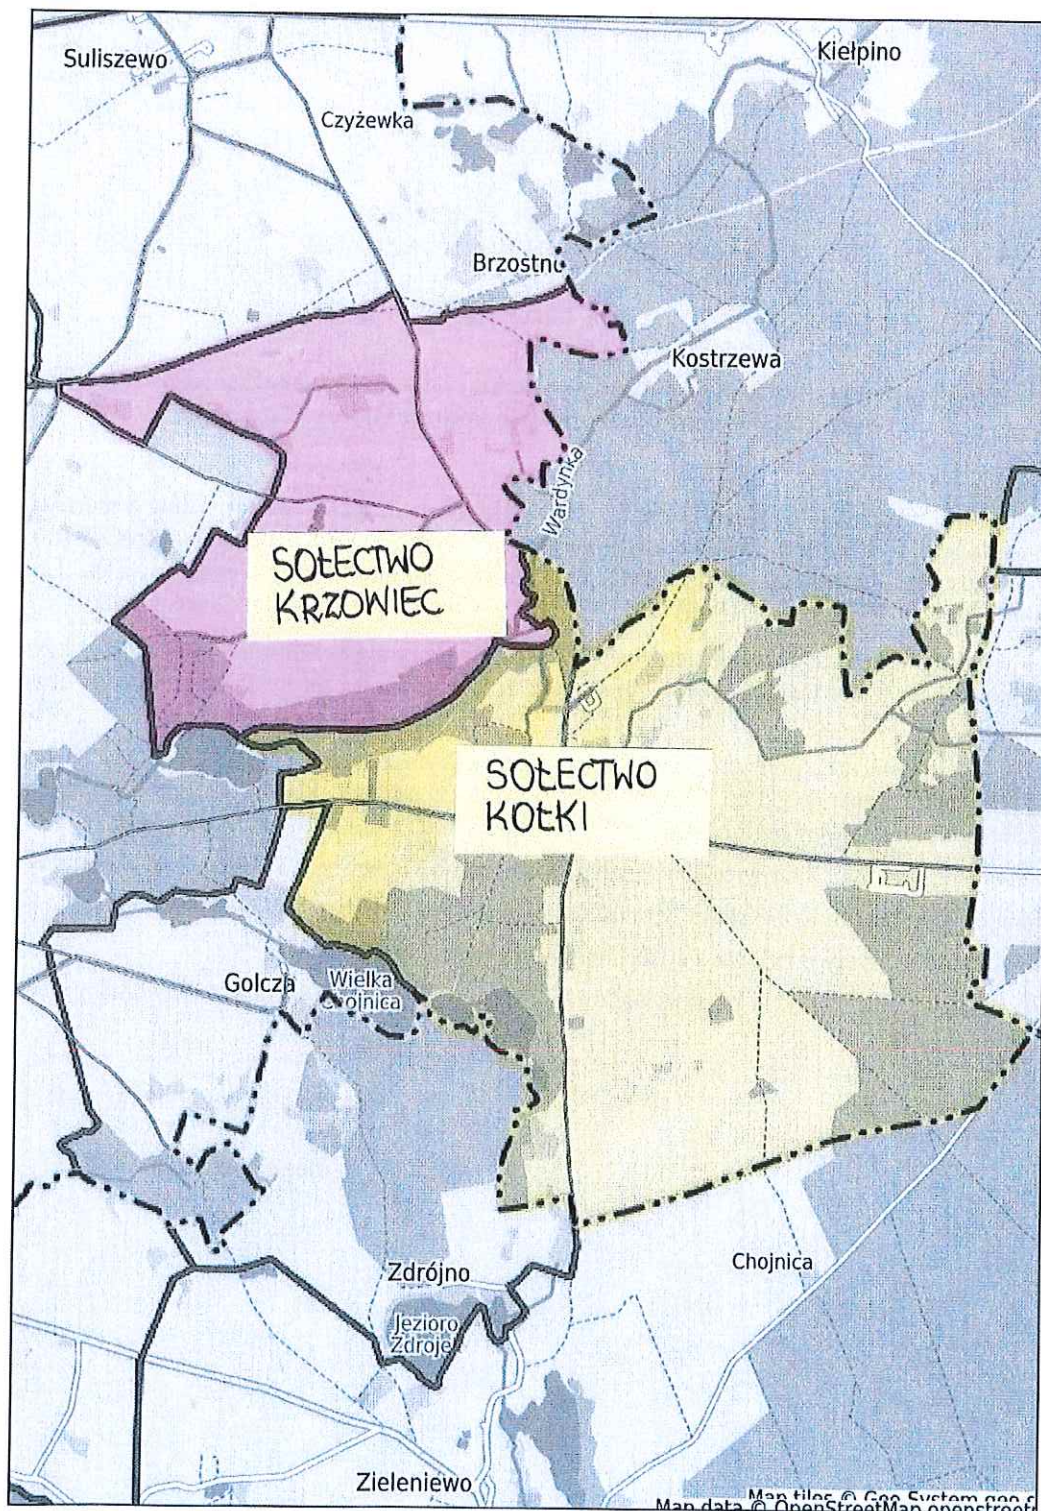 Suliszewo
Kiełpino
Czyżewka
Brzostno
Kostrzewa
Wardynka
SOŁECTWO
KRZOWIEC
SOŁECTWO
KOŁKI
Golcza
Wielka
Chojnica
Zdrójno
Jezioro
Zdroje
Chojnica
Zieleniewo
Map tiles © Geo System
Map data © OpenStreetMap